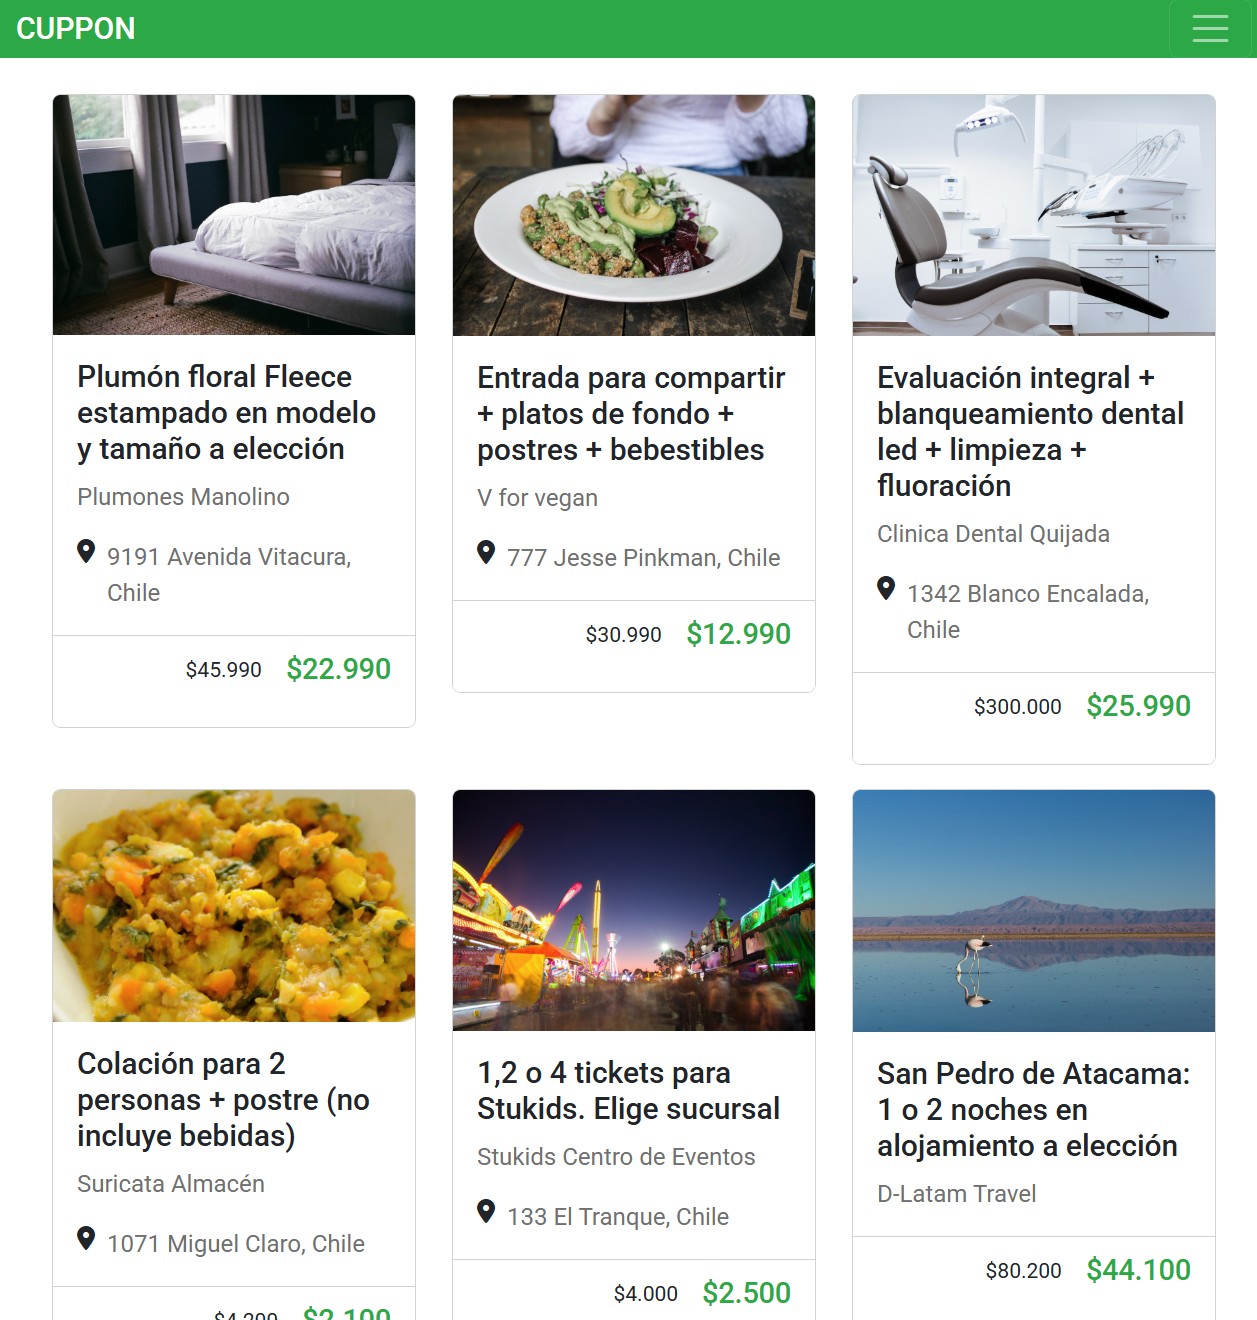 CUPPON
Plumón floral Fleece
estampado en modelo
y tamaño a elección
Plumones Manolino
9191 Avenida Vitacura,
Chile
$45.990 $22.990
Entrada para compartir
+ platos de fondo +
postres + bebestibles
V for vegan
777 Jesse Pinkman, Chile
$30.990 $12.990
Evaluación integral +
blanqueamiento dental
led + limpieza +
fluoración
Clinica Dental Quijada
1342 Blanco Encalada,
Chile
$300.000 $25.990
Colación para 2
personas + postre (no
incluye bebidas)
Suricata Almacén
1071 Miguel Claro, Chile
$2.100
1,2 o 4 tickets para
Stukids. Elige sucursal
Stukids Centro de Eventos
133 El Tranque, Chile
$4.000 $2.500
San Pedro de Atacama:
1 o 2 noches en
alojamiento a elección
D-Latam Travel
$80.200 $44.100